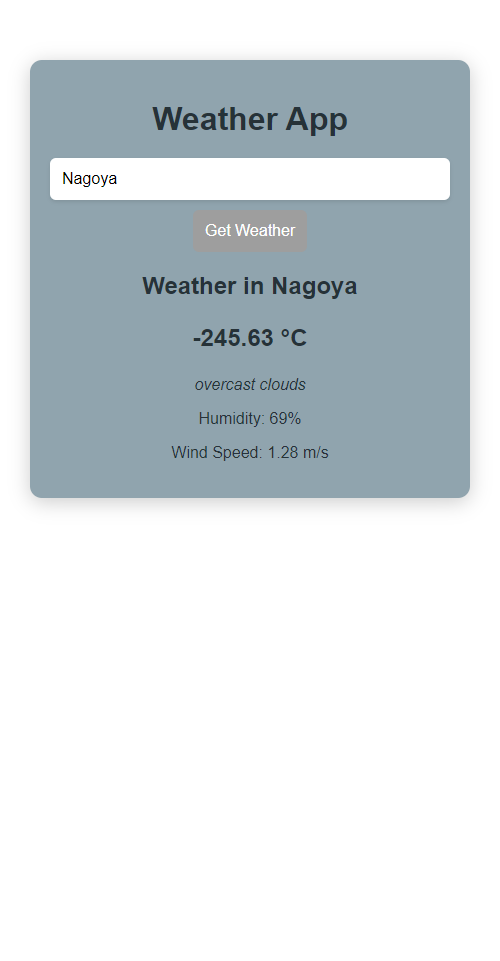 Weather App
Nagoya
Get Weather
Weather in Nagoya
-245.63 °C
overcast clouds
Humidity: 69%
Wind Speed: 1.28 m/s